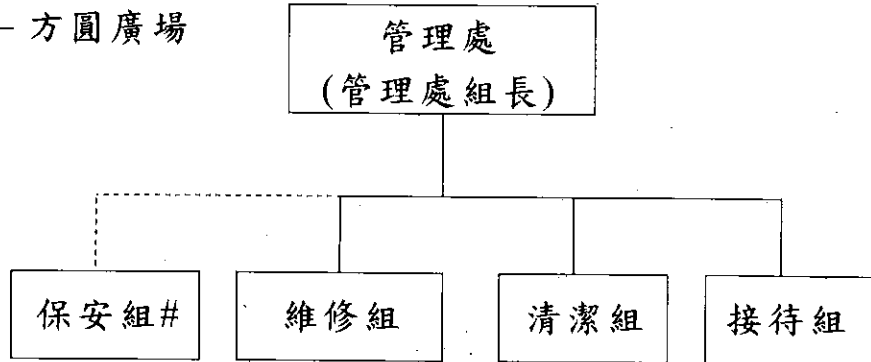 – 方圓廣場
管理處
(管理處組長)
保安組#
維修組
清潔組
接待組